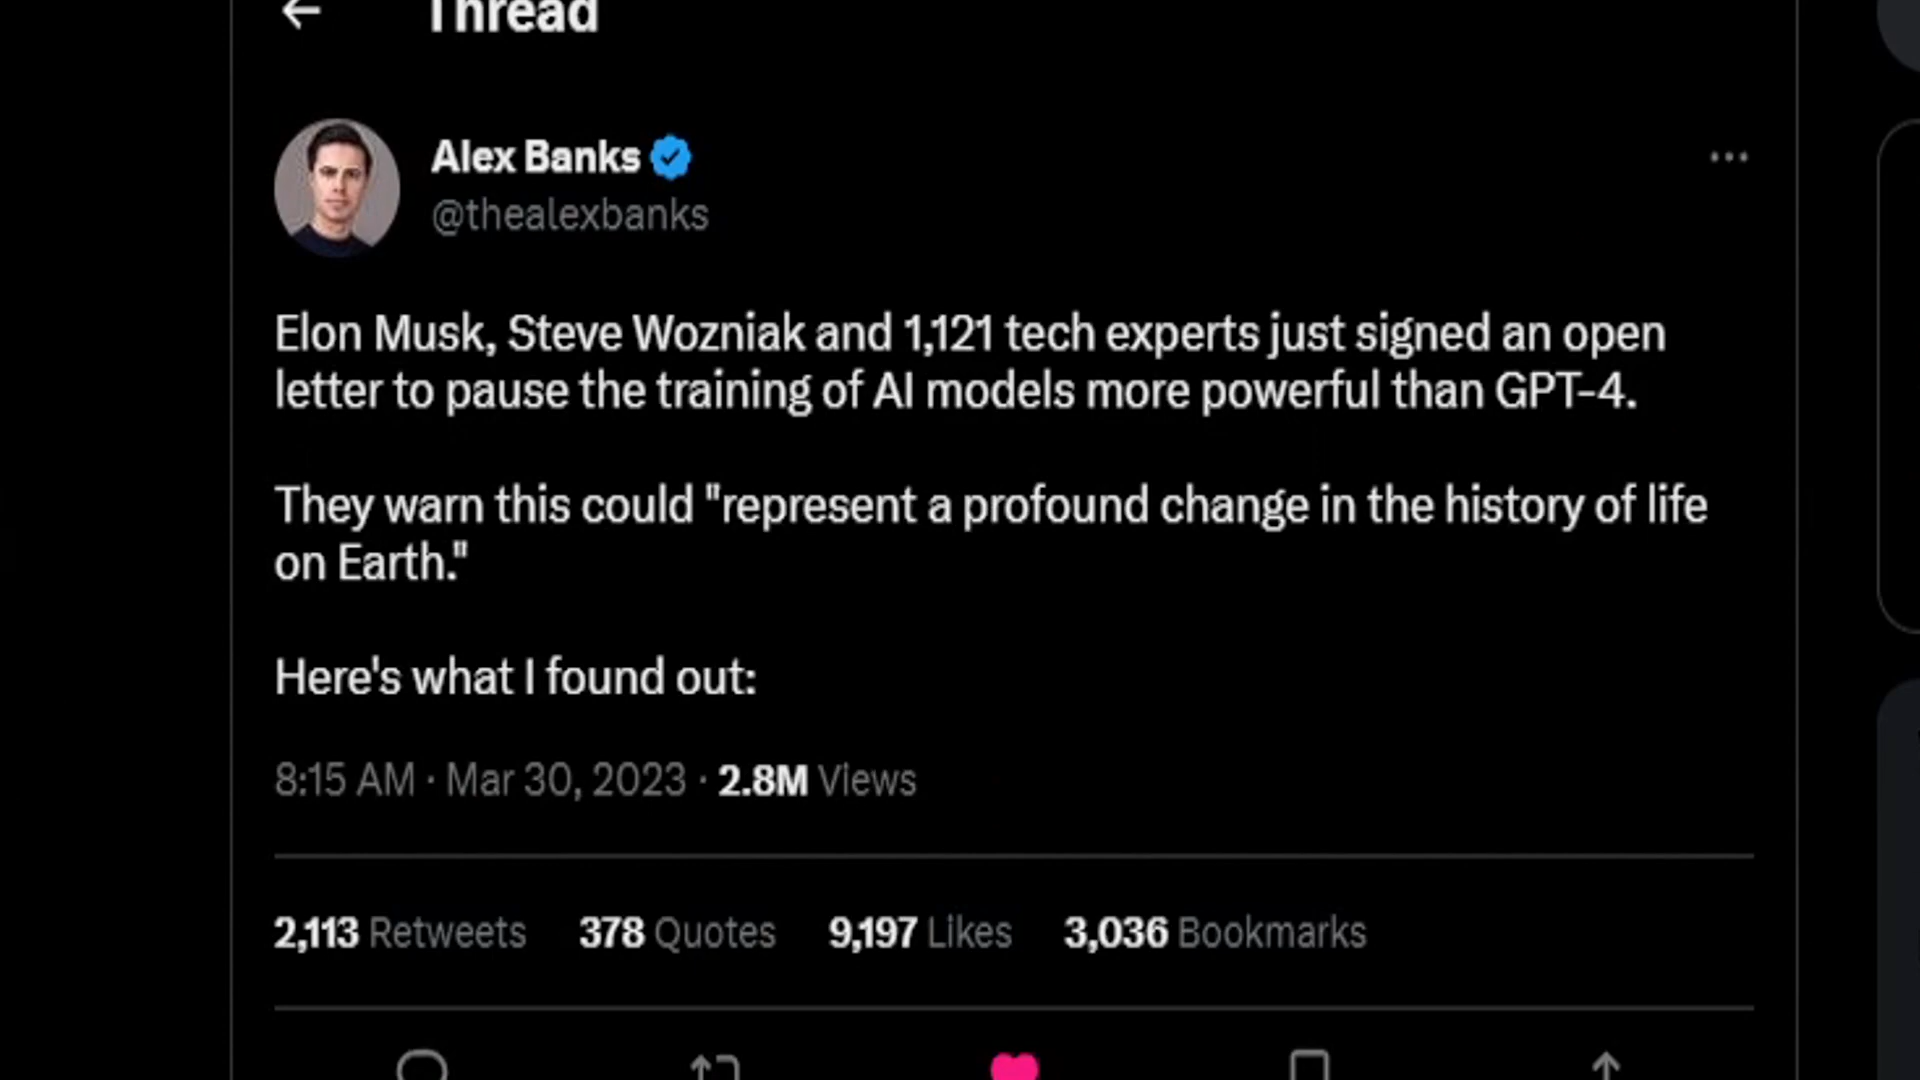 Thread
Alex Banks
@thealexbanks
Elon Musk, Steve Wozniak and 1,121 tech experts just signed an open
letter to pause the training of AI models more powerful than GPT-4.
They warn this could "represent a profound change in the history of life
on Earth."
Here's what I found out:
8:15 AM · Mar 30, 2023 · 2.8M Views
2,113 Retweets 378 Quotes 9,197 Likes 3,036 Bookmarks